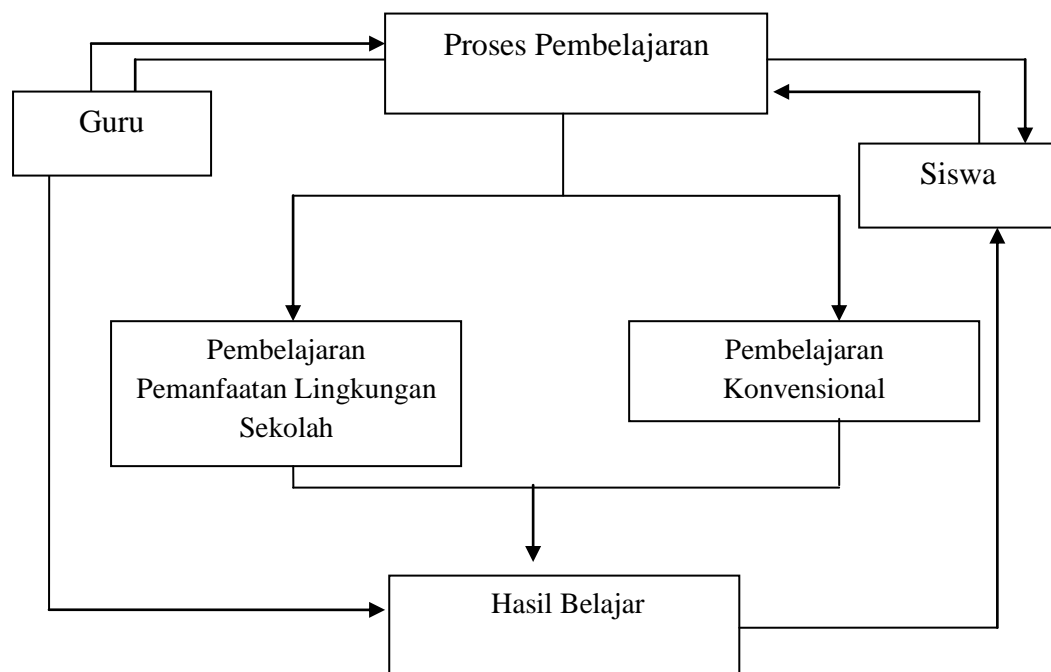 Proses Pembelajaran
Guru
Siswa
Pembelajaran
Pemanfaatan Lingkungan
Sekolah
Pembelajaran
Konvensional
Hasil Belajar